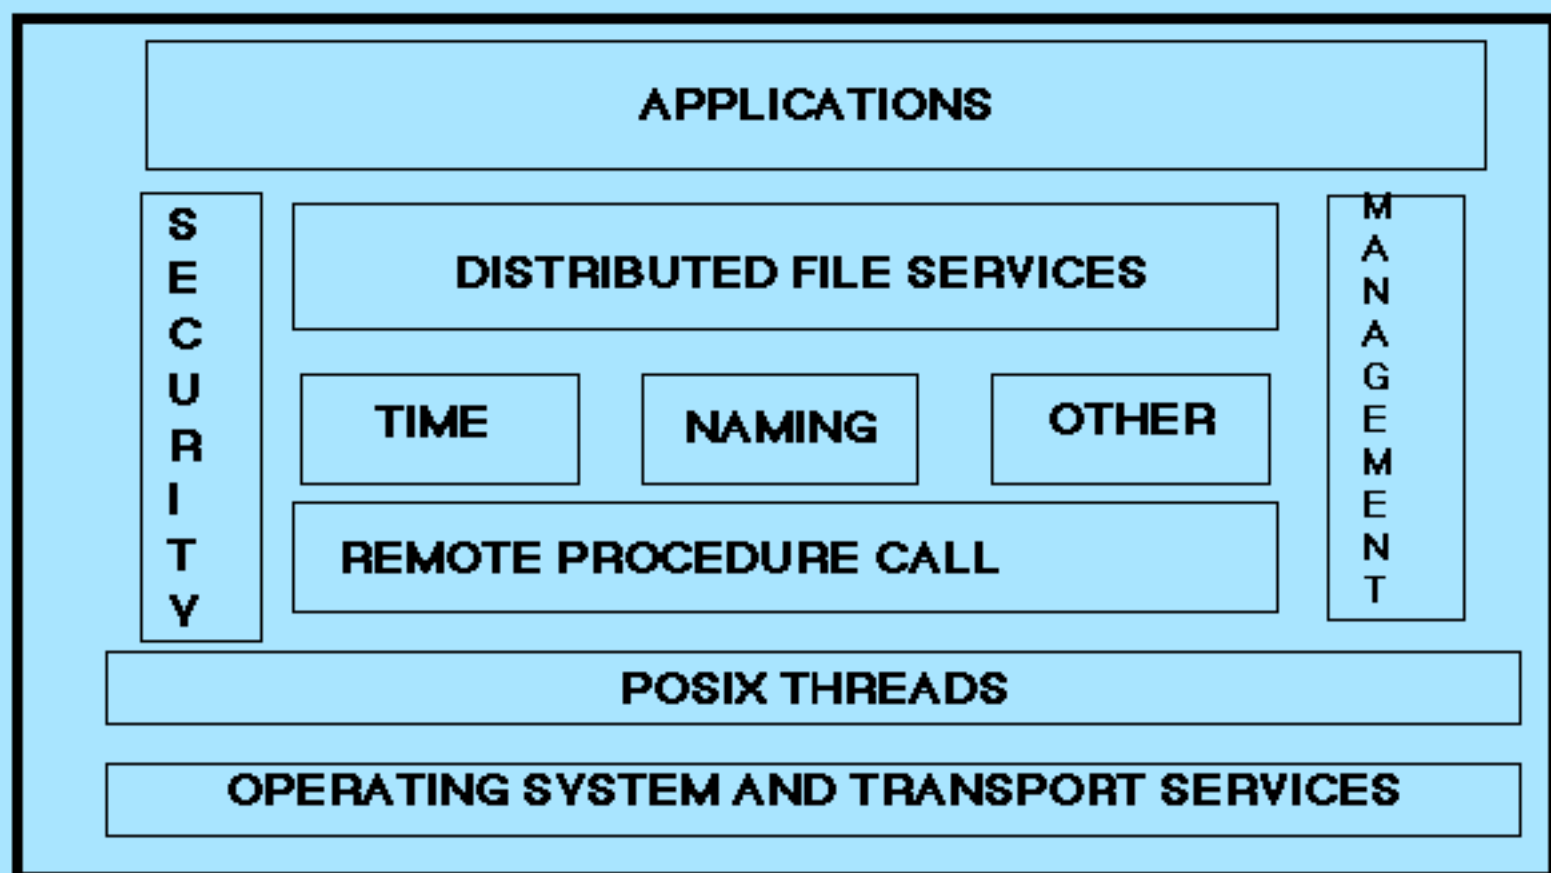 APPLICATIONS
SECURITY
DISTRIBUTED FILE SERVICES
MANAGEMENT
TIME
NAMING
OTHER
REMOTE PROCEDURE CALL
POSIX THREADS
OPERATING SYSTEM AND TRANSPORT SERVICES